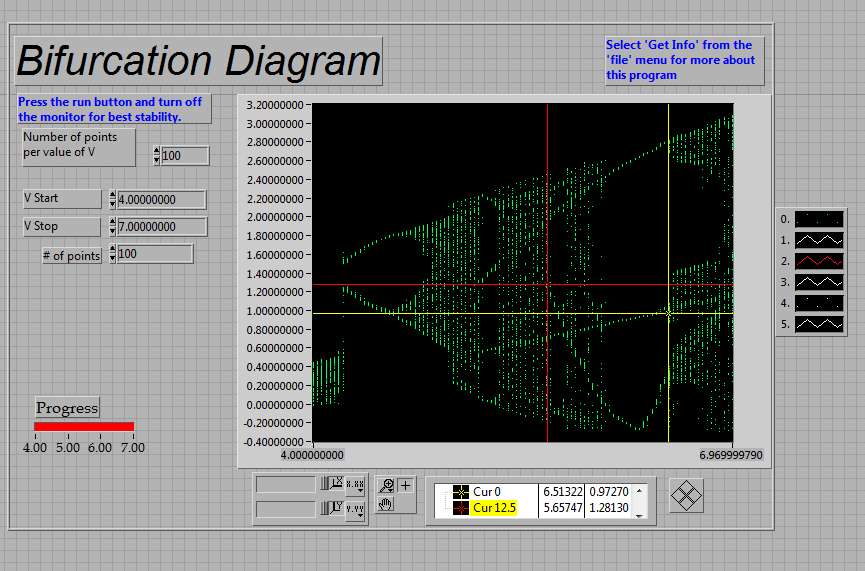 Bifurcation Diagram
Select 'Get Info' from the
'file' menu for more about
this program
Press the run button and turn off
the monitor for best stability.
Number of points
per value of V
100
V Start
4.00000000
V Stop
7.00000000
# of points
100
3.20000000
3.00000000
2.80000000
2.60000000
2.40000000
2.20000000
2.00000000
1.80000000
1.60000000
1.40000000
1.20000000
1.00000000
0.80000000
0.60000000
0.40000000
0.20000000
0.00000000
-0.20000000
-0.40000000
4.000000000
6.969999790
0.
1.
2.
3.
4.
5.
Progress
4.00 5.00 6.00 7.00
X.XX
Y.YY
Cur 0 6.51322 0.97270
Cur 12.5 5.65747 1.28130